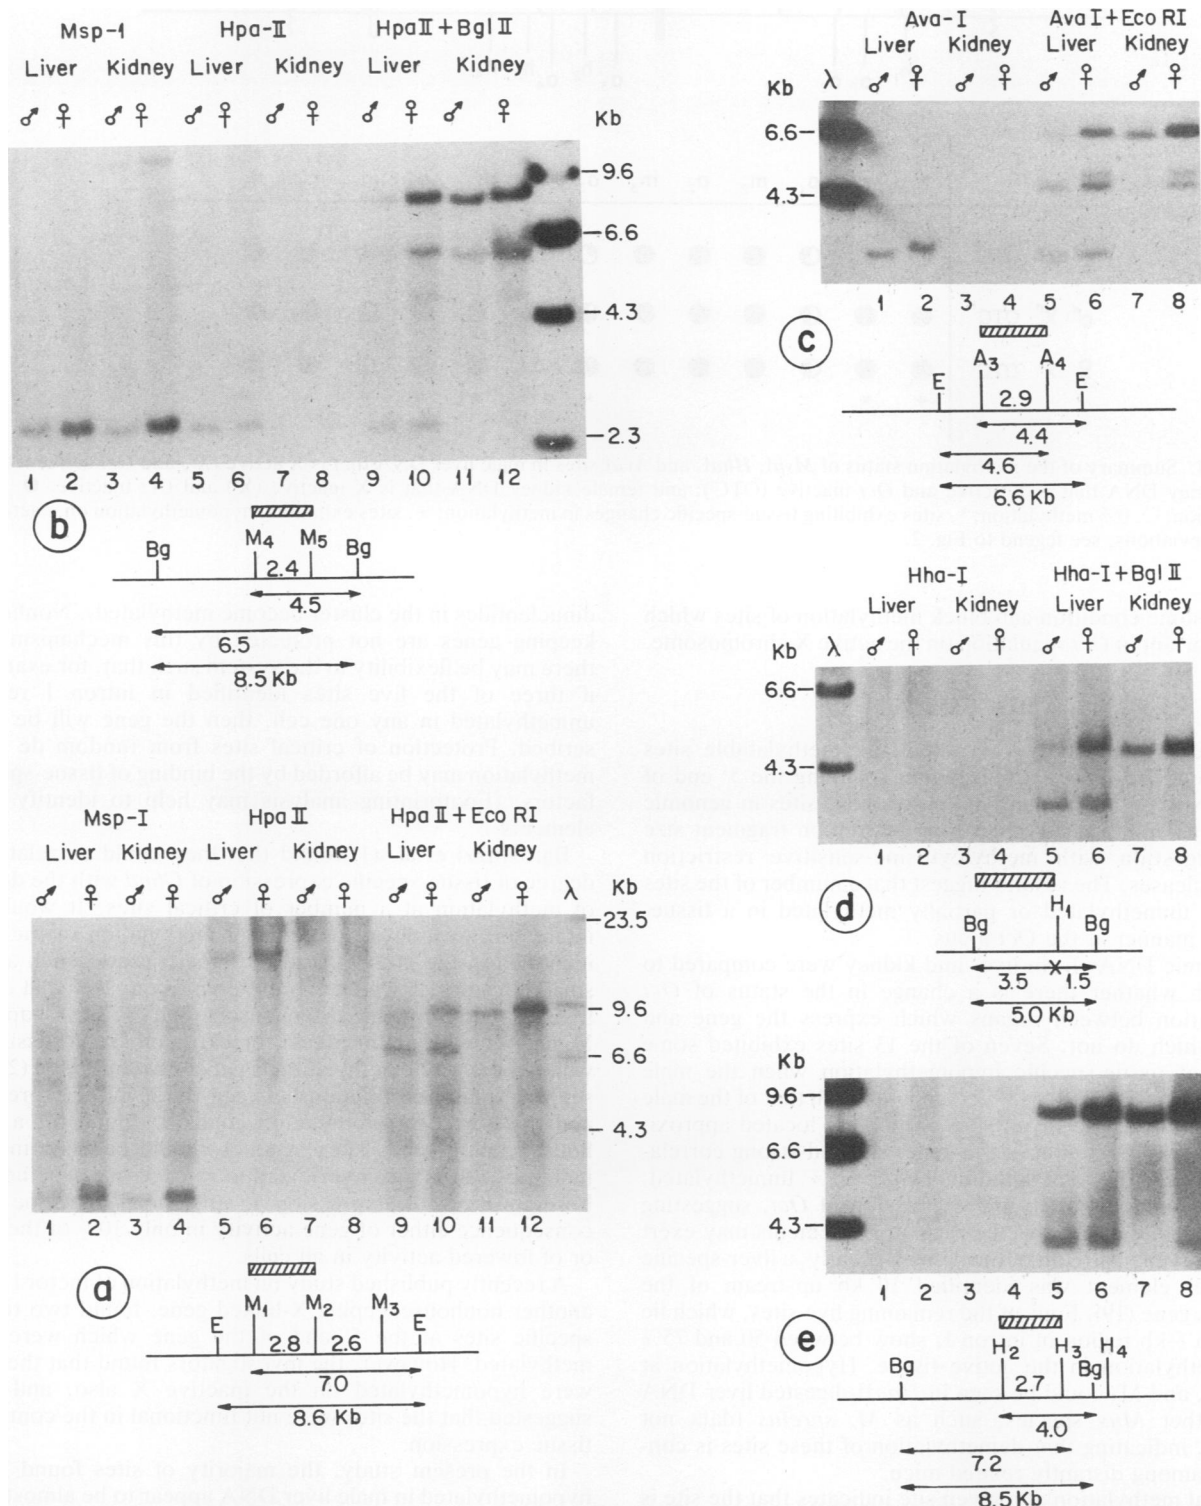 Msp-1 Hpa-II HpaII+Bgl II
Liver Kidney Liver Kidney Liver Kidney
♂ ♀ ♂ ♀ ♂ ♀ ♂ ♀ ♂ ♀ ♂ ♀
Kb
9.6
6.6
4.3
2.3
1 2 3 4 5 6 7 8 9 10 11 12
b
Bg M4 M5 Bg
2.4
4.5
6.5
8.5 Kb
Ava-I Ava I+Eco RI
Liver Kidney Liver Kidney
Kb λ ♂ ♀ ♂ ♀ ♂ ♀ ♂ ♀
6.6
4.3
1 2 3 4 5 6 7 8
c
E A3 A4 E
2.9
4.4
4.6
6.6 Kb
Hha-I Hha-I+Bgl II
Liver Kidney Liver Kidney
Kb λ ♂ ♀ ♂ ♀ ♂ ♀ ♂ ♀
6.6
4.3
1 2 3 4 5 6 7 8
d
Bg H1 Bg
3.5 1.5
5.0 Kb
Msp-I Hpa II Hpa II+Eco RI
Liver Kidney Liver Kidney Liver Kidney
♂ ♀ ♂ ♀ ♂ ♀ ♂ ♀ ♂ ♀ ♂ ♀ λ Kb
23.5
9.6
6.6
4.3
1 2 3 4 5 6 7 8 9 10 11 12
a
E M1 M2 M3 E
2.8 2.6
7.0
8.6 Kb
Kb
9.6
6.6
4.3
1 2 3 4 5 6 7 8
e
Bg H2 H3 Bg H4
2.7
4.0
7.2
8.5 Kb